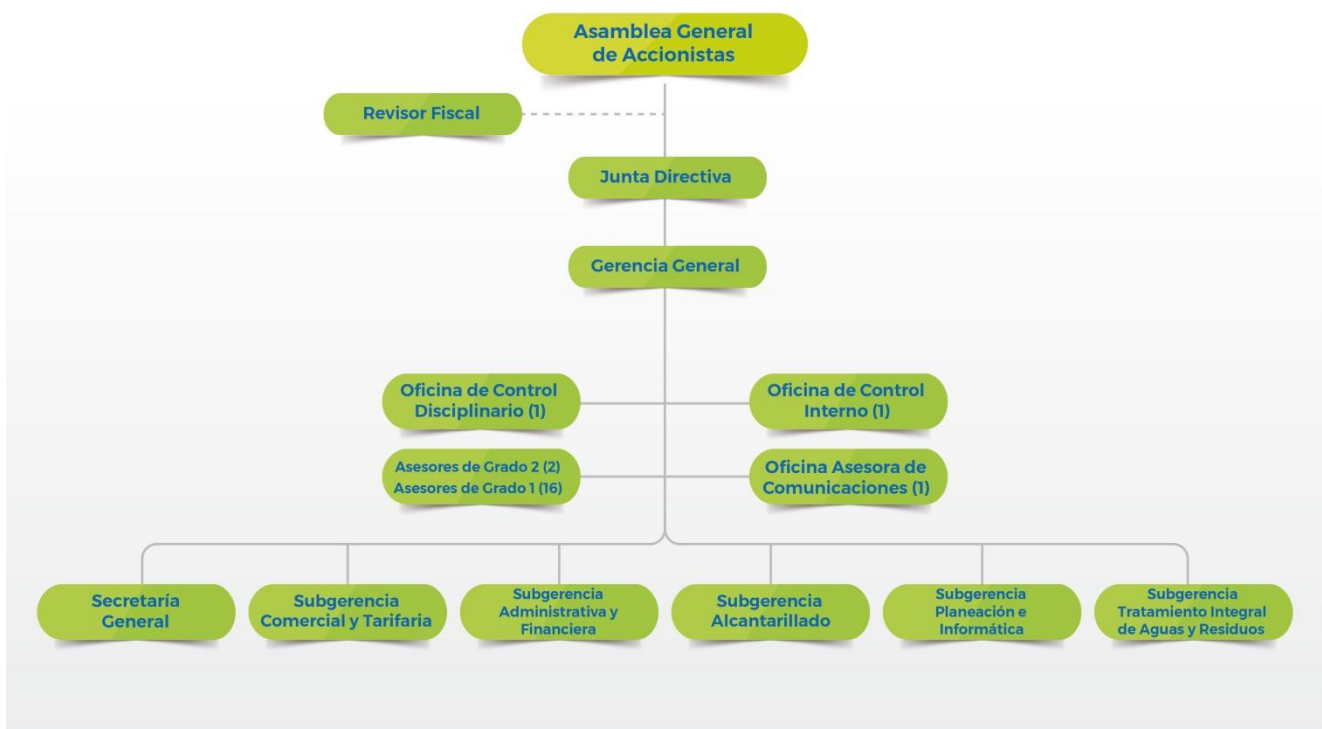 Asamblea General
de Accionistas
Revisor Fiscal
Junta Directiva
Gerencia General
Oficina de Control
Disciplinario (1)
Oficina de Control
Interno (1)
Asesores de Grado 2 (2)
Asesores de Grado 1 (16)
Oficina Asesora de
Comunicaciones (1)
Secretaría
General
Subgerencia
Comercial y Tarifaria
Subgerencia
Administrativa y
Financiera
Subgerencia
Alcantarillado
Subgerencia
Planeación e
Informática
Subgerencia
Tratamiento Integral
de Aguas y Residuos